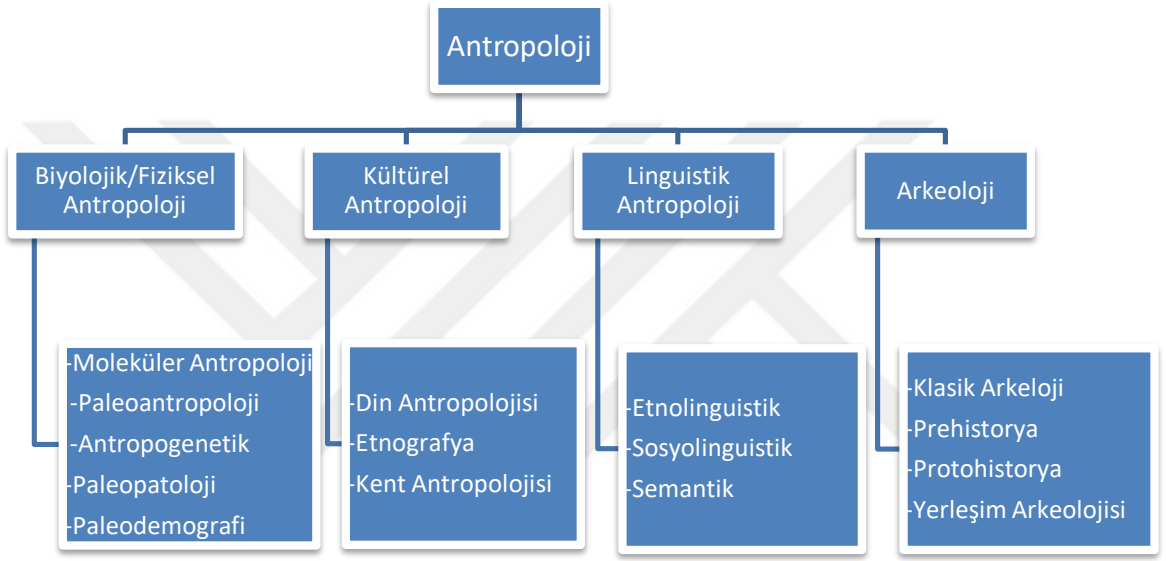 Antropoloji
Biyolojik/Fiziksel
Antropoloji
Kültürel
Antropoloji
Linguistik
Antropoloji
Arkeoloji
-Moleküler Antropoloji
-Paleoantropoloji
-Antropogenetik
-Paleopatoloji
-Paleodemografi
-Din Antropolojisi
-Etnografya
-Kent Antropolojisi
-Etnolinguistik
-Sosyolinguistik
-Semantik
-Klasik Arkeloji
-Prehistorya
-Protohistorya
-Yerleşim Arkeolojisi